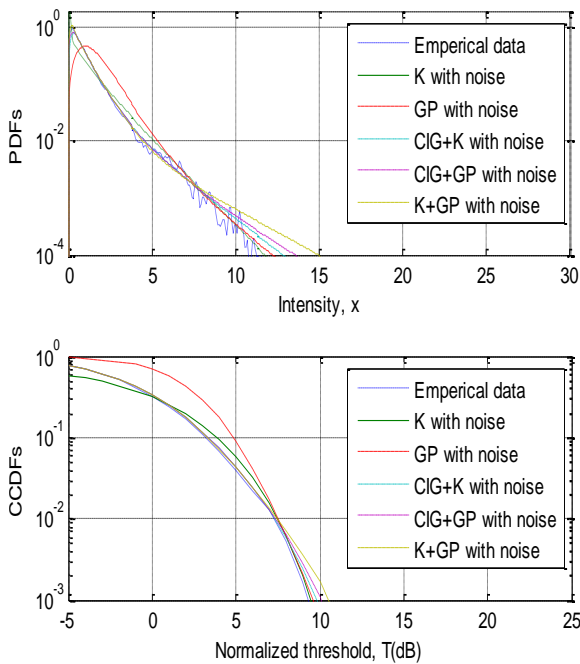 10^0
10^-2
10^-4
PDFs
0 5 10 15 20 25 30
Intensity, x
Emperical data
K with noise
GP with noise
CIG+K with noise
CIG+GP with noise
K+GP with noise
10^0
10^-1
10^-2
10^-3
CCDFs
-5 0 5 10 15 20 25
Normalized threshold, T(dB)
Emperical data
K with noise
GP with noise
CIG+K with noise
CIG+GP with noise
K+GP with noise